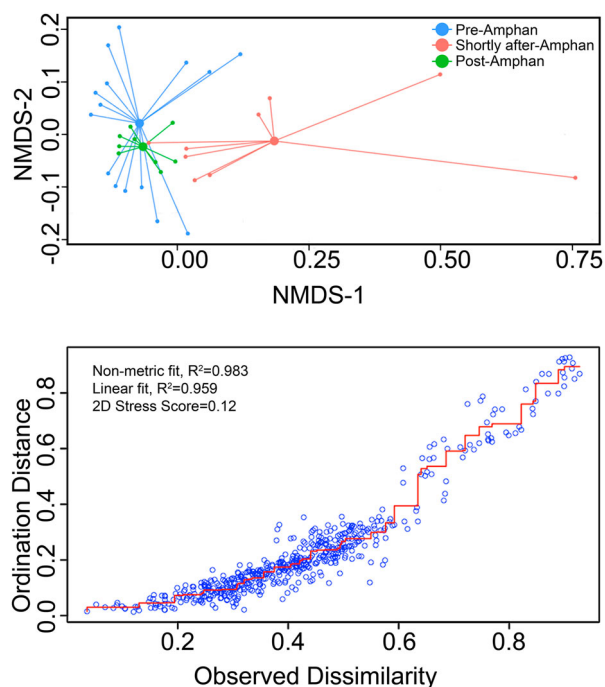 0.2
0.1
0.0
-0.1
-0.2
NMDS-2
Pre-Amphan
Shortly after-Amphan
Post-Amphan
0.00
0.25
0.50
0.75
NMDS-1
Non-metric fit, R²=0.983
Linear fit, R²=0.959
2D Stress Score=0.12
0.8
0.6
0.4
0.2
0.0
Ordination Distance
0.2
0.4
0.6
0.8
Observed Dissimilarity